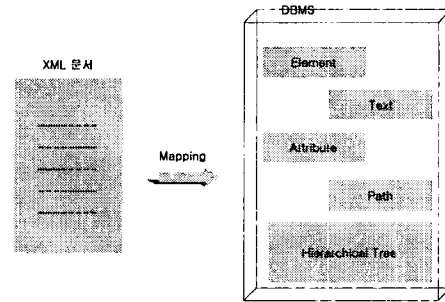 DBMS
XML 문서
Element
Text
Attribute
Mapping
Path
Hierarchical Tree